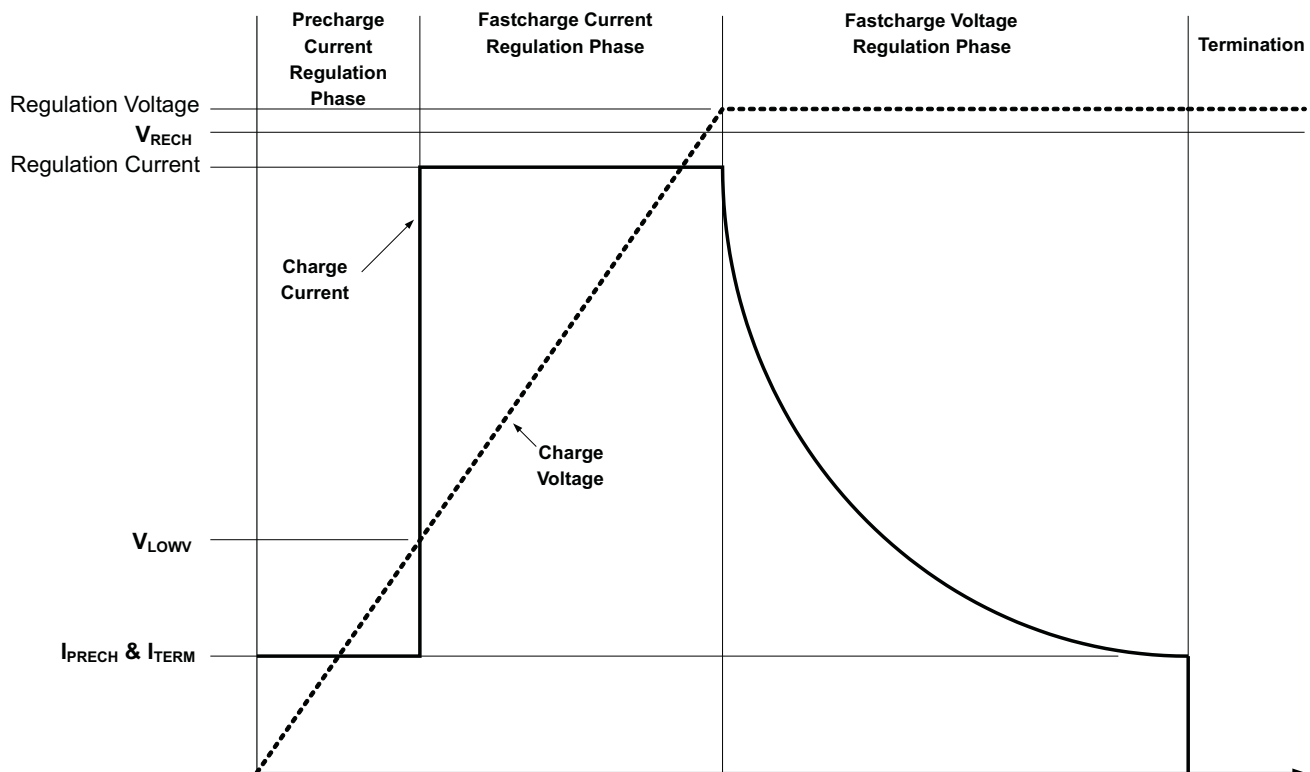 Precharge
Current
Regulation
Phase
Fastcharge Current
Regulation Phase
Fastcharge Voltage
Regulation Phase
Termination
Regulation Voltage
VRECH
Regulation Current
Charge
Current
Charge
Voltage
VLOWV
IPRECH & ITERM